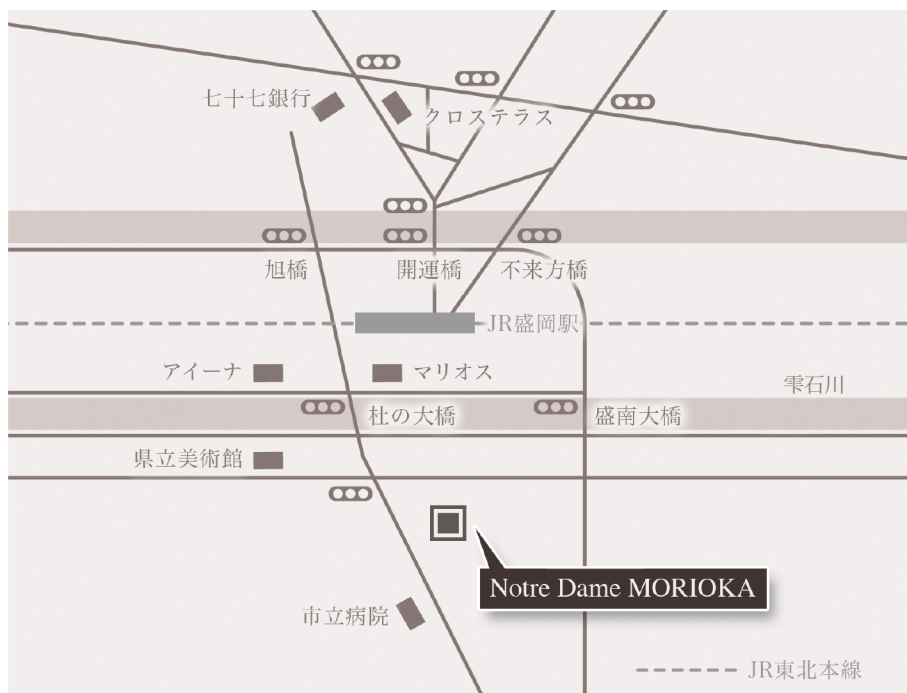 七十七銀行
クロステラス
旭橋
開運橋
不来方橋
JR盛岡駅
アイーナ
マリオス
雫石川
杜の大橋
盛南大橋
県立美術館
Notre Dame MORIOKA
市立病院
JR東北本線